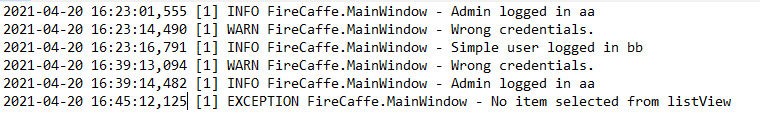 2021-04-20 16:23:01,555 [1] INFO FireCaffe.MainWindow - Admin logged in aa
2021-04-20 16:23:14,490 [1] WARN FireCaffe.MainWindow - Wrong credentials.
2021-04-20 16:23:16,791 [1] INFO FireCaffe.MainWindow - Simple user logged in bb
2021-04-20 16:39:13,094 [1] WARN FireCaffe.MainWindow - Wrong credentials.
2021-04-20 16:39:14,482 [1] INFO FireCaffe.MainWindow - Admin logged in aa
2021-04-20 16:45:12,125 [1] EXCEPTION FireCaffe.MainWindow - No item selected from listView